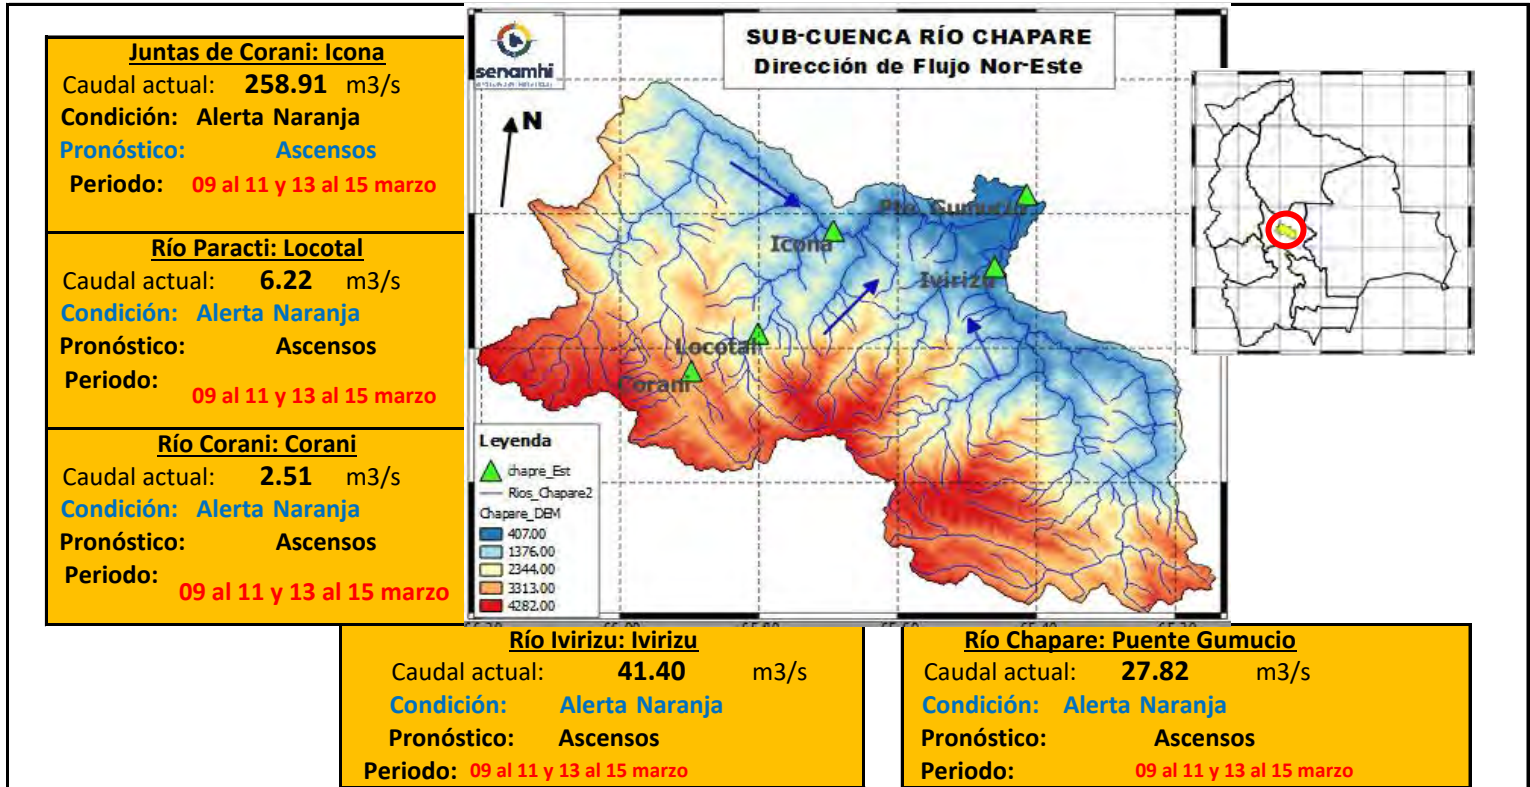 Juntas de Corani: Icona
Caudal actual: 258.91 m3/s
Condición: Alerta Naranja
Pronóstico: Ascensos
Periodo: 09 al 11 y 13 al 15 marzo
Río Paracti: Locotal
Caudal actual: 6.22 m3/s
Condición: Alerta Naranja
Pronóstico: Ascensos
Periodo:
09 al 11 y 13 al 15 marzo
Río Corani: Corani
Caudal actual: 2.51 m3/s
Condición: Alerta Naranja
Pronóstico: Ascensos
Periodo:
09 al 11 y 13 al 15 marzo
senamhi
SUB-CUENCA RÍO CHAPARE
Dirección de Flujo Nor-Este
N
Pte. Gumucio
Icona
Ivirizu
Locotal
Corani
Leyenda
chapre_Est
Rios_Chapare2
Chapare_DEM
407.00
1376.00
2344.00
3313.00
4282.00
Río Ivirizu: Ivirizu
Caudal actual: 41.40 m3/s
Condición: Alerta Naranja
Pronóstico: Ascensos
Periodo: 09 al 11 y 13 al 15 marzo
Río Chapare: Puente Gumucio
Caudal actual: 27.82 m3/s
Condición: Alerta Naranja
Pronóstico: Ascensos
Periodo: 09 al 11 y 13 al 15 marzo